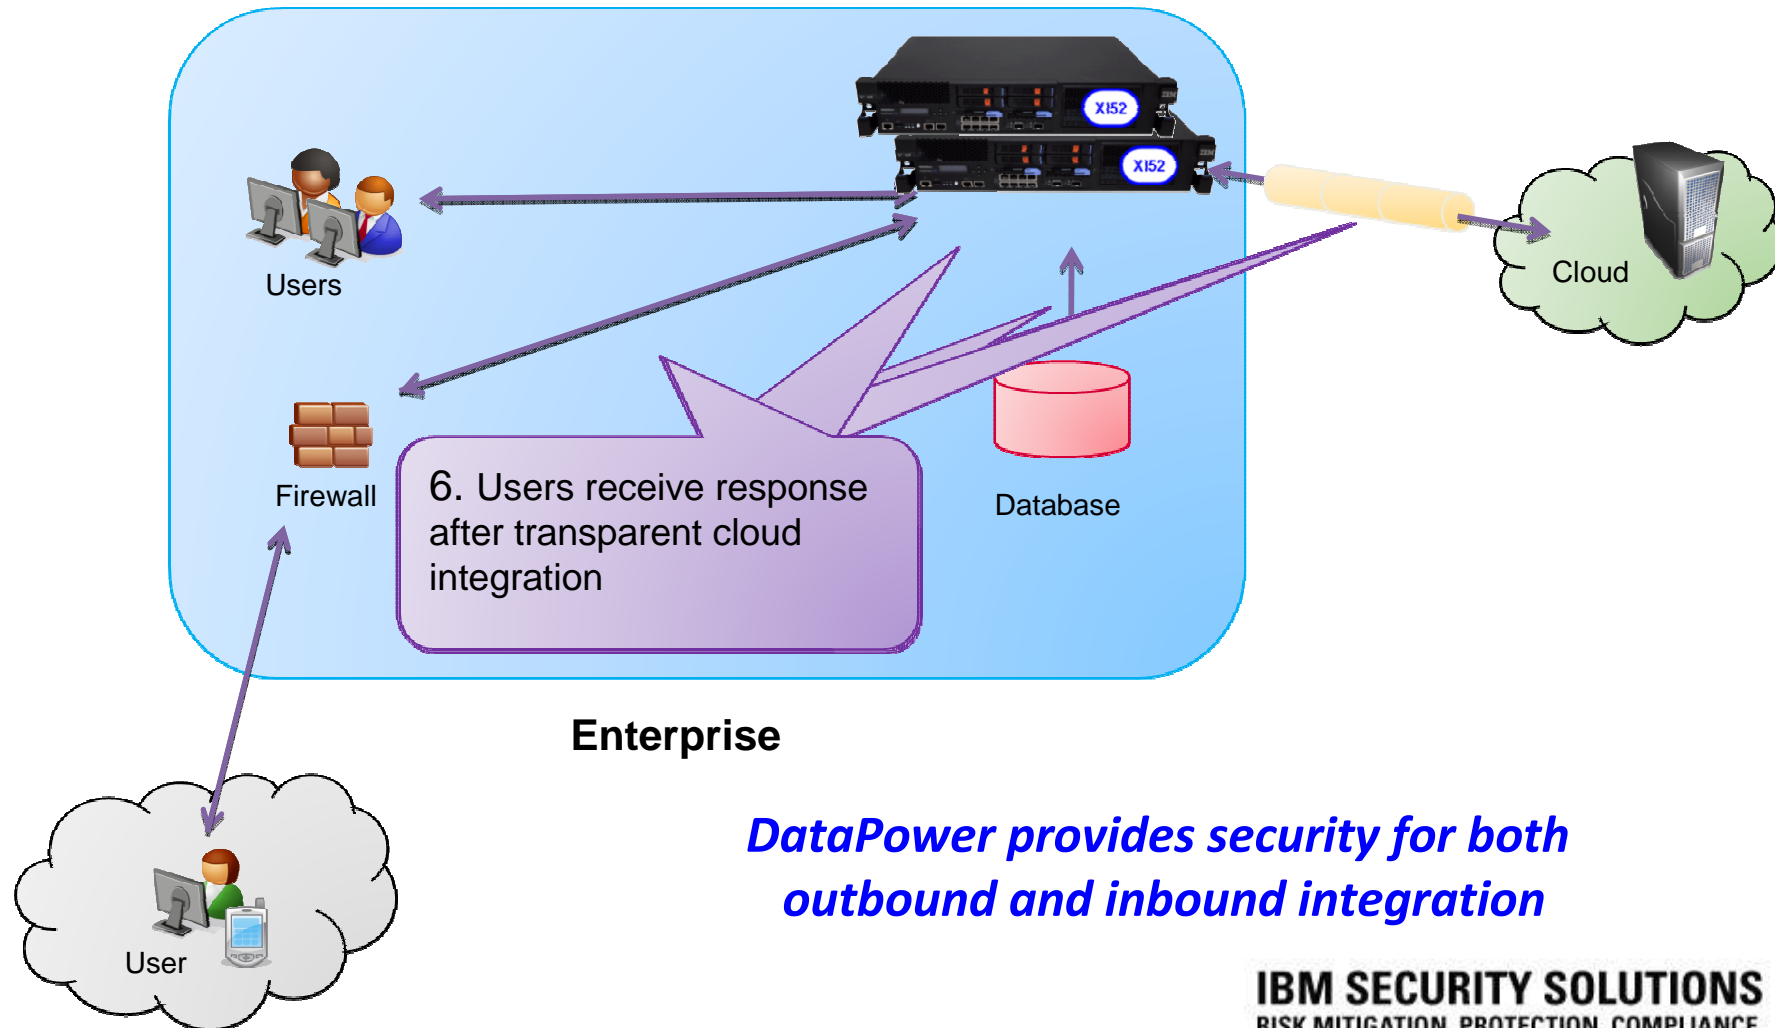 XI52
XI52
Users
Cloud
Firewall
6. Users receive response
after transparent cloud
integration
Database
Enterprise
DataPower provides security for both
outbound and inbound integration
User
IBM SECURITY SOLUTIONS
RISK MITIGATION. PROTECTION. COMPLIANCE.